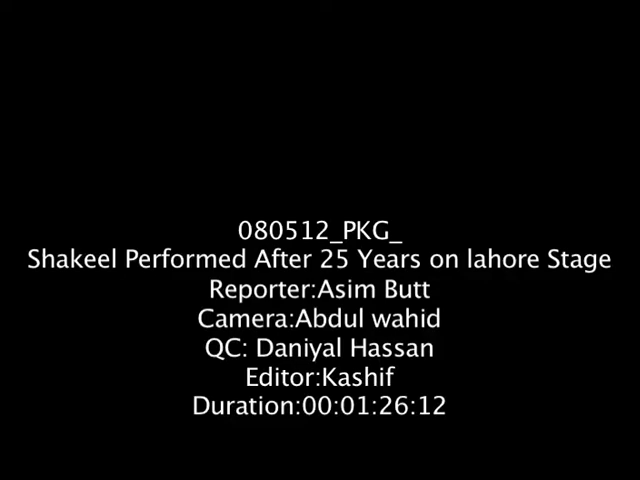 080512_PKG_
Shakeel Performed After 25 Years on lahore Stage
Reporter:Asim Butt
Camera:Abdul wahid
QC: Daniyal Hassan
Editor:Kashif
Duration:00:01:26:12